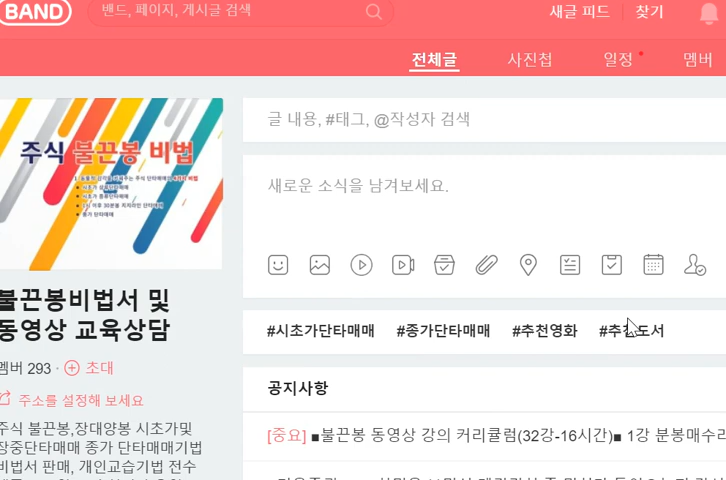 BAND
밴드, 페이지, 게시글 검색
새글 피드
찾기
전체글
사진첩
일정
멤버
주식 불끈봉 비법
불끈봉비법서 및
동영상 교육상담
멤버 293
초대
주소를 설정해 보세요
주식 불끈봉,장대양봉 시초가및
장중단타매매 종가 단타매매기법
비법서 판매, 개인교습기법 전수
글 내용, #태그, @작성자 검색
새로운 소식을 남겨보세요.
#시초가단타매매 #종가단타매매 #추천영화 #추천도서
공지사항
[중요] ■불끈봉 동영상 강의 커리큘럼(32강-16시간)■ 1강 분봉매수